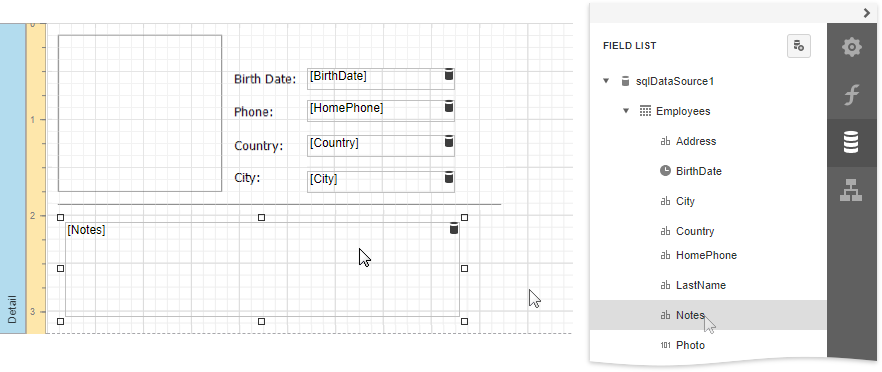 0
Birth Date: [BirthDate]
1
Phone: [HomePhone]
Country: [Country]
City: [City]
2
[Notes]
3
Detail
FIELD LIST
sqlDataSource1
Employees
ab Address
BirthDate
ab City
ab Country
ab HomePhone
ab LastName
ab Notes
101 Photo